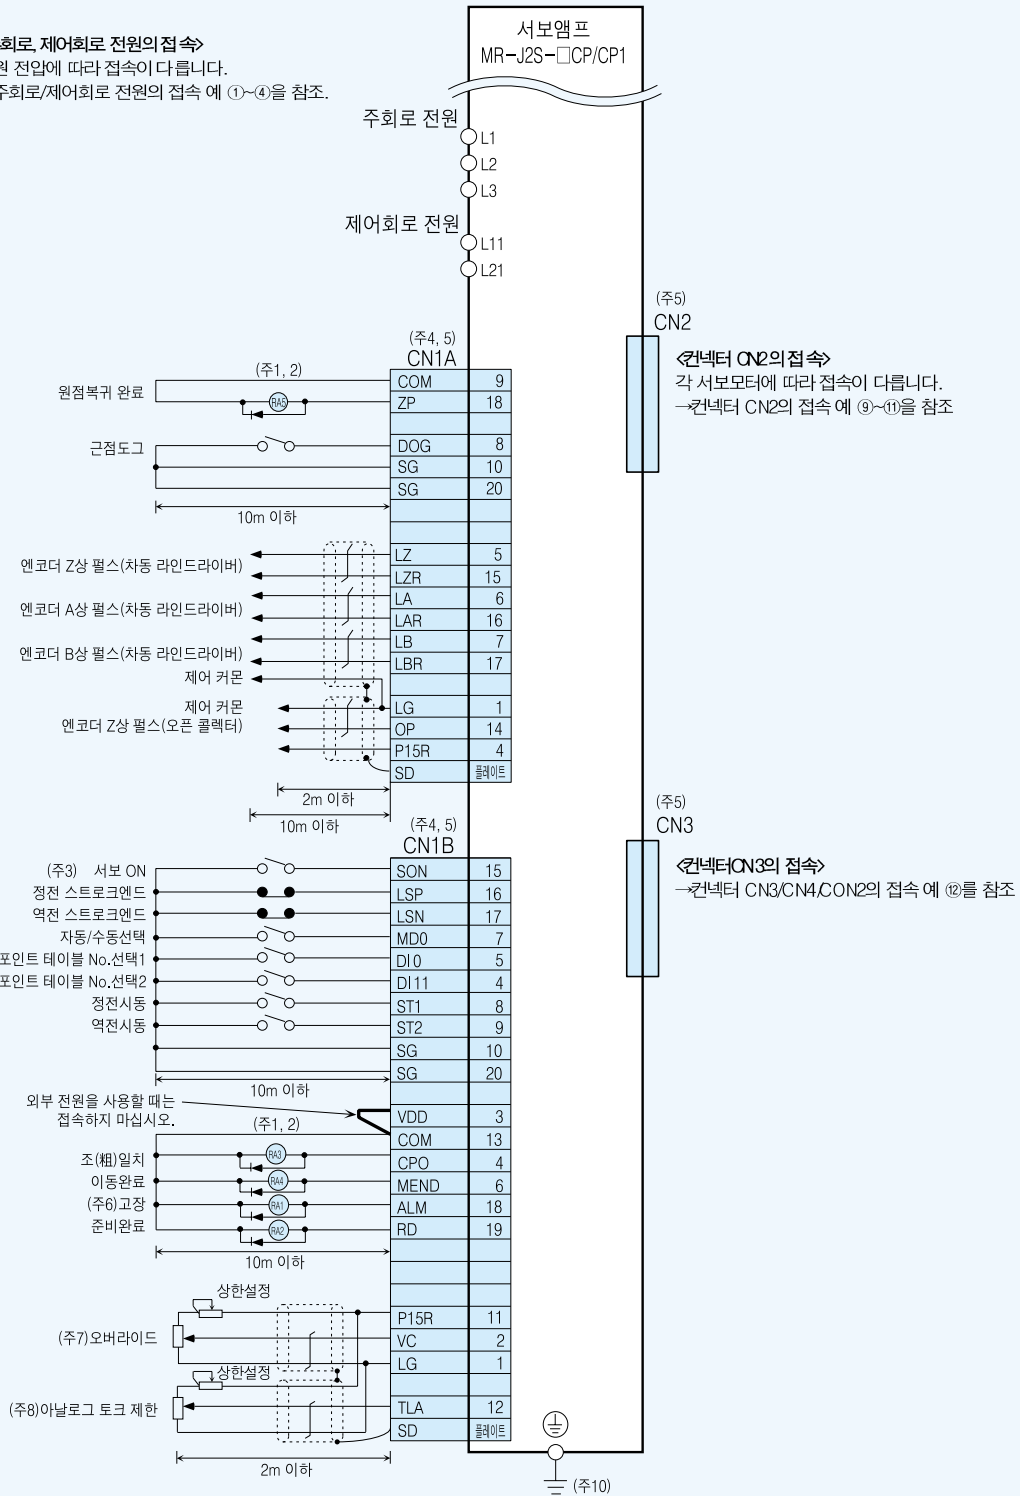 서보앰프
MR-J2S-□CP/CP1
회로, 제어회로 전원의 접속>
전압에 따라 접속이 다릅니다.
주회로/제어회로 전원의 접속 예 ①~④을 참조.
주회로 전원
L1
L2
L3
제어회로 전원
L11
L21
(주5)
CN2
<컨넥터 CN2의 접속>
각 서보모터에 따라 접속이 다릅니다.
→컨넥터 CN2의 접속 예 ⑨~⑪을 참조
(주4, 5)
CN1A
(주1, 2)
원점복귀 완료
RA5
COM 9
ZP 18
근점도그
DOG 8
SG 10
SG 20
10m 이하
엔코더 Z상 펄스(차동 라인드라이버)
LZ 5
LZR 15
엔코더 A상 펄스(차동 라인드라이버)
LA 6
LAR 16
엔코더 B상 펄스(차동 라인드라이버)
LB 7
LBR 17
제어 커몬
제어 커몬
LG 1
엔코더 Z상 펄스(오픈 콜렉터)
OP 14
P15R 4
SD 플레이트
2m 이하
10m 이하
(주5)
CN3
<컨넥터CN3의 접속>
→컨넥터 CN3/CN4/CON2의 접속 예 ⑫를 참조
(주4, 5)
CN1B
(주3) 서보 ON
SON 15
정전 스트로크엔드
LSP 16
역전 스트로크엔드
LSN 17
자동/수동선택
MD0 7
포인트 테이블 No.선택1
DI0 5
포인트 테이블 No.선택2
DI11 4
정전시동
ST1 8
역전시동
ST2 9
SG 10
SG 20
10m 이하
외부 전원을 사용할 때는
접속하지 마십시오.
VDD 3
(주1, 2)
COM 13
조(粗)일치
RA3
CPO 4
이동완료
RA4
MEND 6
(주6)고장
RA1
ALM 18
준비완료
RA2
RD 19
10m 이하
상한설정
P15R 11
(주7)오버라이드
VC 2
LG 1
상한설정
(주8)아날로그 토크 제한
TLA 12
SD 플레이트
2m 이하
(주10)